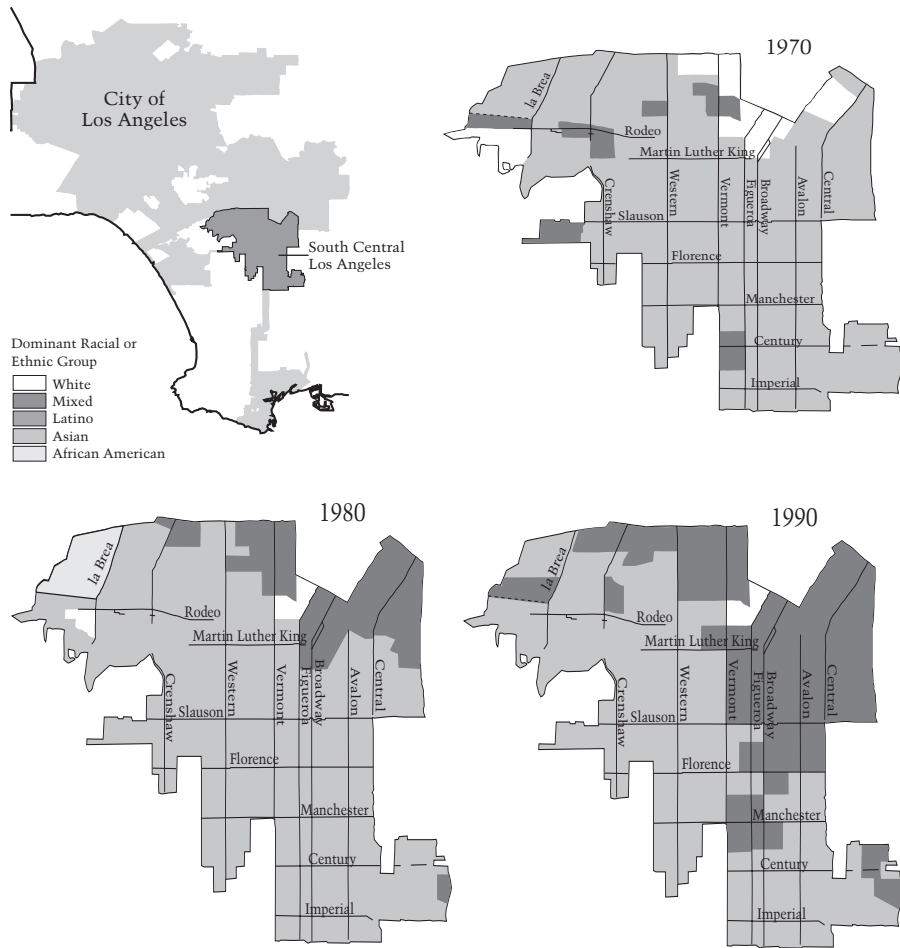 City of
Los Angeles
South Central
Los Angeles
Dominant Racial or
Ethnic Group
White
Mixed
Latino
Asian
African American
1970
la Brea
Rodeo
Martin Luther King
Crenshaw
Western
Vermont
Figueroa
Broadway
Avalon
Central
Slauson
Florence
Manchester
Century
Imperial
1980
la Brea
Rodeo
Martin Luther King
Crenshaw
Western
Vermont
Figueroa
Broadway
Avalon
Central
Slauson
Florence
Manchester
Century
Imperial
1990
la Brea
Rodeo
Martin Luther King
Crenshaw
Western
Vermont
Figueroa
Broadway
Avalon
Central
Slauson
Florence
Manchester
Century
Imperial